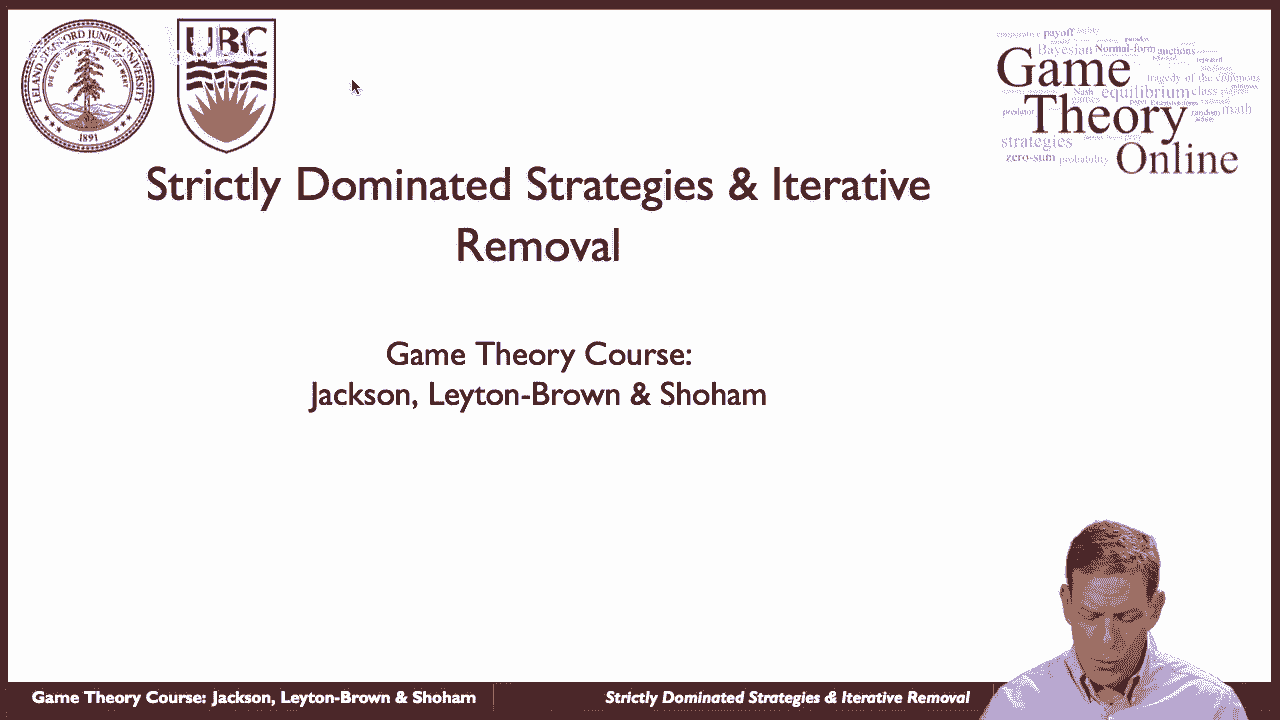 LELAND STANFORD JUNIOR UNIVERSITY
1891
UBC
payoff
Bayesian Normal-form auctions
Game
tragedy of the commons
Nash equilibrium class
games
Theory
predator
random math
strategies
zero-sum probability
Online
Strictly Dominated Strategies & Iterative
Removal
Game Theory Course:
Jackson, Leyton-Brown & Shoham
Game Theory Course: Jackson, Leyton-Brown & Shoham
Strictly Dominated Strategies & Iterative Removal